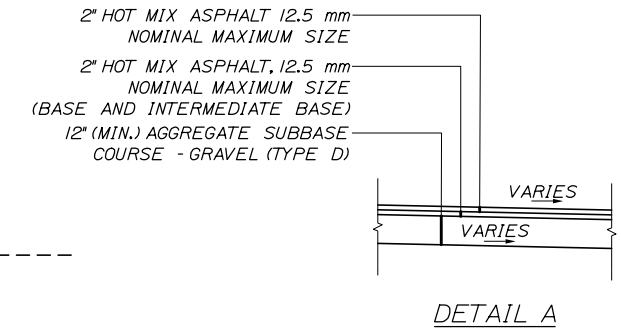 2" HOT MIX ASPHALT 12.5 mm
NOMINAL MAXIMUM SIZE
2" HOT MIX ASPHALT, 12.5 mm
NOMINAL MAXIMUM SIZE
(BASE AND INTERMEDIATE BASE)
12" (MIN.) AGGREGATE SUBBASE
COURSE - GRAVEL (TYPE D)
VARIES
VARIES
DETAIL A